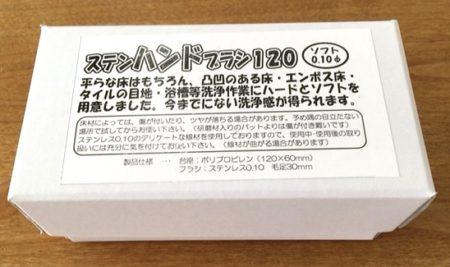 ステンハンドブラシ120
ソフト
0.10φ
平らな床はもちろん、凸凹のある床・エンボス床・
タイルの目地・浴槽等洗浄作業にハードとソフトを
用意しました。今までにない洗浄感が得られます。
床材によっては、傷が付いたり、ツヤが落ちる場合があります。予め隅の目立たない
場所で試してからお使い下さい。(研磨材入りのパットよりは傷が付き難いです)
ステンレス0.10のデリケートな線材を使用しておりますので、使用中・使用後の取り
扱いには充分に気を付けてお使い下さい。(線材が曲がる場合があります)
製品仕様 ・・・ 台座:ポリプロピレン(120×60mm)
ブラシ:ステンレス0.10 毛足30mm